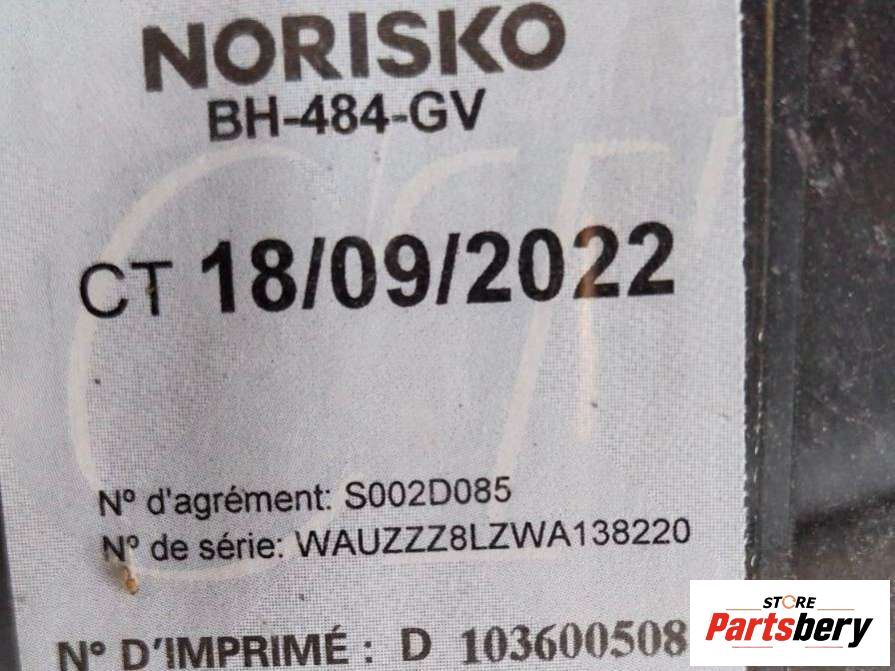 NORISKO
BH-484-GV
CT 18/09/2022
N° d'agrément: S002D085
N° de série: WAUZZZ8LZWA138220
N° D'IMPRIMÉ : D 103600508
STORE
Partsbery